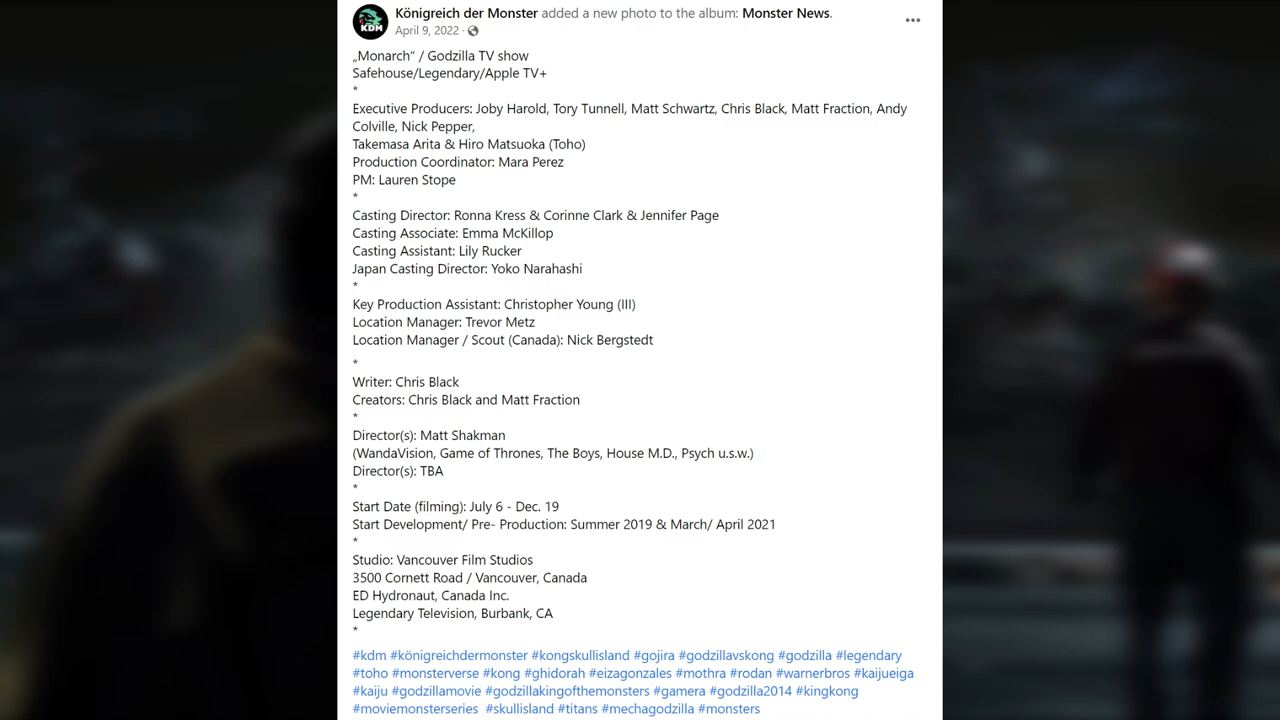 KDM
Königreich der Monster added a new photo to the album: Monster News.
April 9, 2022 ·
„Monarch“ / Godzilla TV show
Safehouse/Legendary/Apple TV+
*
Executive Producers: Joby Harold, Tory Tunnell, Matt Schwartz, Chris Black, Matt Fraction, Andy
Colville, Nick Pepper,
Takemasa Arita & Hiro Matsuoka (Toho)
Production Coordinator: Mara Perez
PM: Lauren Stope
*
Casting Director: Ronna Kress & Corinne Clark & Jennifer Page
Casting Associate: Emma McKillop
Casting Assistant: Lily Rucker
Japan Casting Director: Yoko Narahashi
*
Key Production Assistant: Christopher Young (III)
Location Manager: Trevor Metz
Location Manager / Scout (Canada): Nick Bergstedt
*
Writer: Chris Black
Creators: Chris Black and Matt Fraction
*
Director(s): Matt Shakman
(WandaVision, Game of Thrones, The Boys, House M.D., Psych u.s.w.)
Director(s): TBA
*
Start Date (filming): July 6 - Dec. 19
Start Development/ Pre- Production: Summer 2019 & March/ April 2021
*
Studio: Vancouver Film Studios
3500 Cornett Road / Vancouver, Canada
ED Hydronaut, Canada Inc.
Legendary Television, Burbank, CA
*
#kdm #königreichdermonster #kongskullisland #gojira #godzillavskong #godzilla #legendary
#toho #monsterverse #kong #ghidorah #eizagonzales #mothra #rodan #warnerbros #kaijueiga
#kaiju #godzillamovie #godzillakingofthemonsters #gamera #godzilla2014 #kingkong
#moviemonsterseries #skullisland #titans #mechagodzilla #monsters